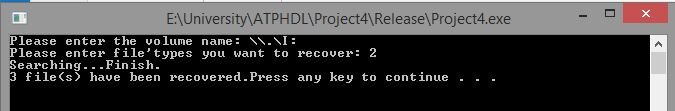 E:\University\ATPHDL\Project4\Release\Project4.exe
Please enter the volume name: \\.\I:
Please enter file'types you want to recover: 2
Searching...Finish.
3 file(s) have been recovered.Press any key to continue . . .